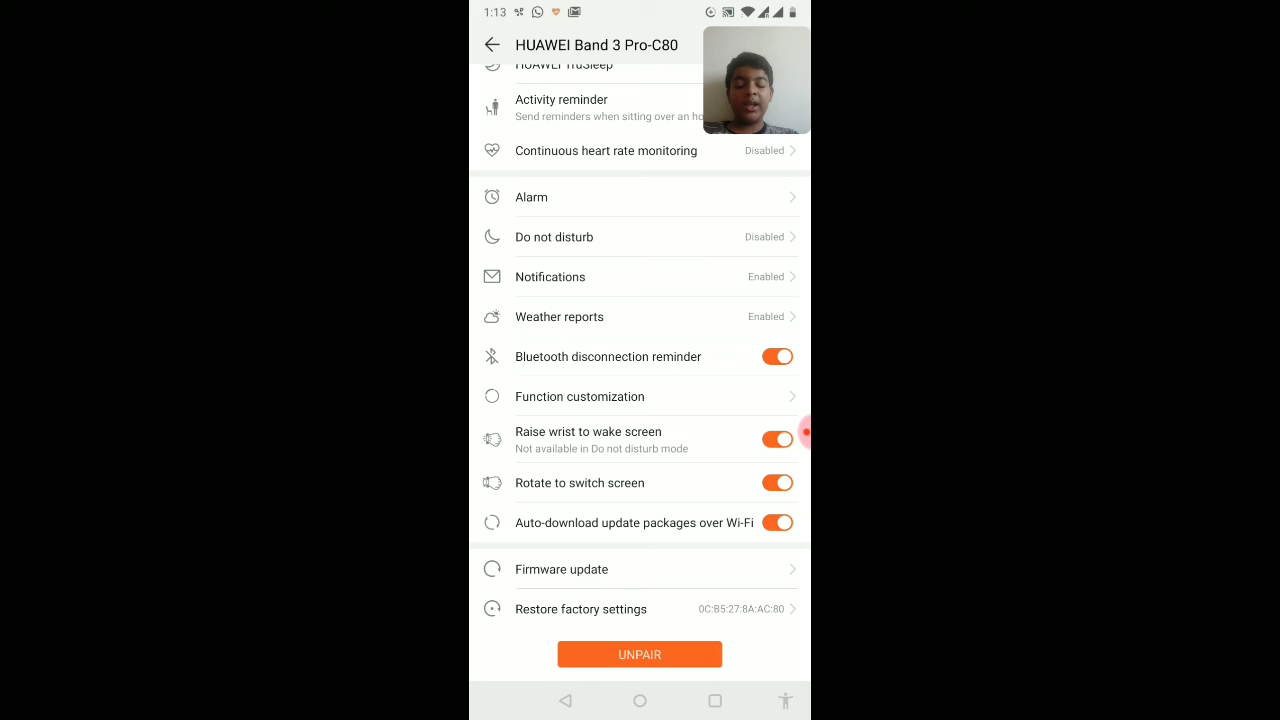 1:13
HUAWEI Band 3 Pro-C80
HUAWEI TruSleep
Activity reminder
Send reminders when sitting over an ho
Continuous heart rate monitoring Disabled
Alarm
Do not disturb Disabled
Notifications Enabled
Weather reports Enabled
Bluetooth disconnection reminder
Function customization
Raise wrist to wake screen
Not available in Do not disturb mode
Rotate to switch screen
Auto-download update packages over Wi-Fi
Firmware update
Restore factory settings 0C:B5:27:8A:AC:80
UNPAIR